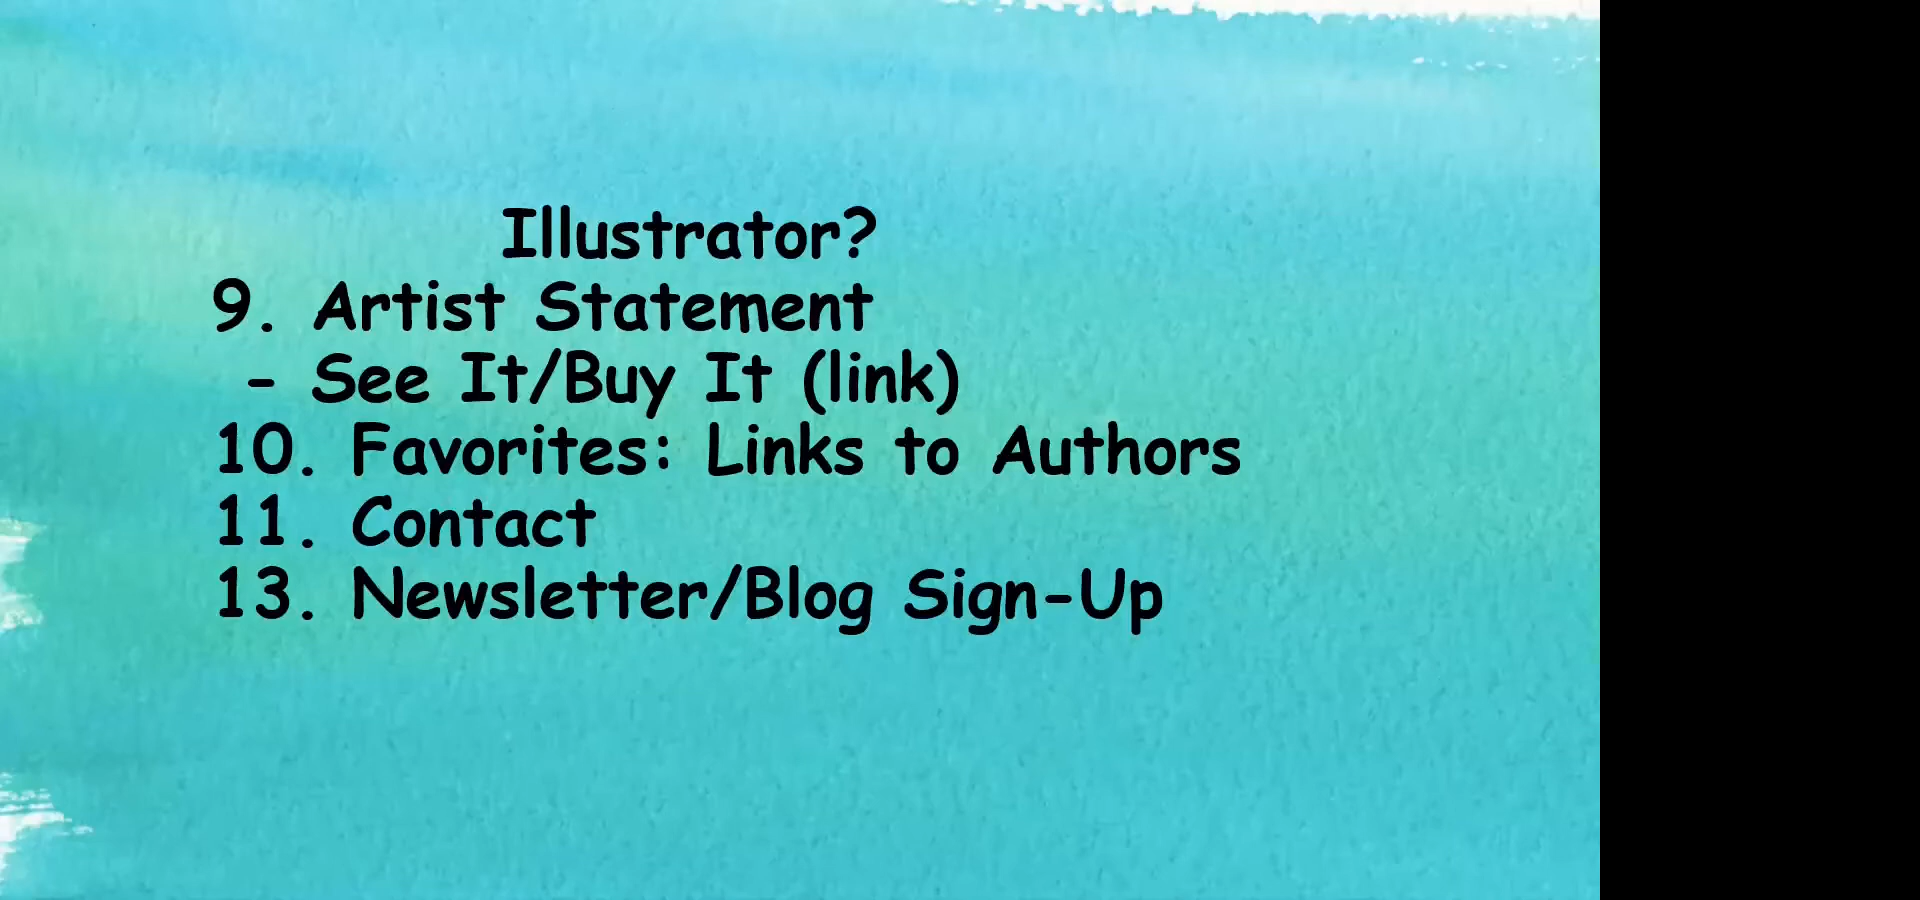 Illustrator?
9. Artist Statement
- See It/Buy It (link)
10. Favorites: Links to Authors
11. Contact
13. Newsletter/Blog Sign-Up